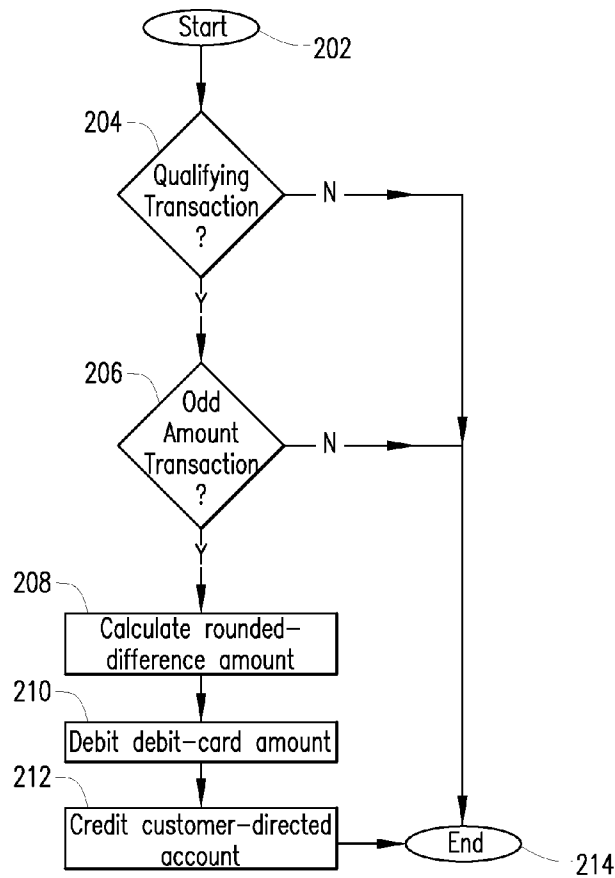 Start
202
204
Qualifying
Transaction
?
N
Y
206
Odd
Amount
Transaction
?
N
Y
208
Calculate rounded-
difference amount
210
Debit debit-card amount
212
Credit customer-directed
account
End
214